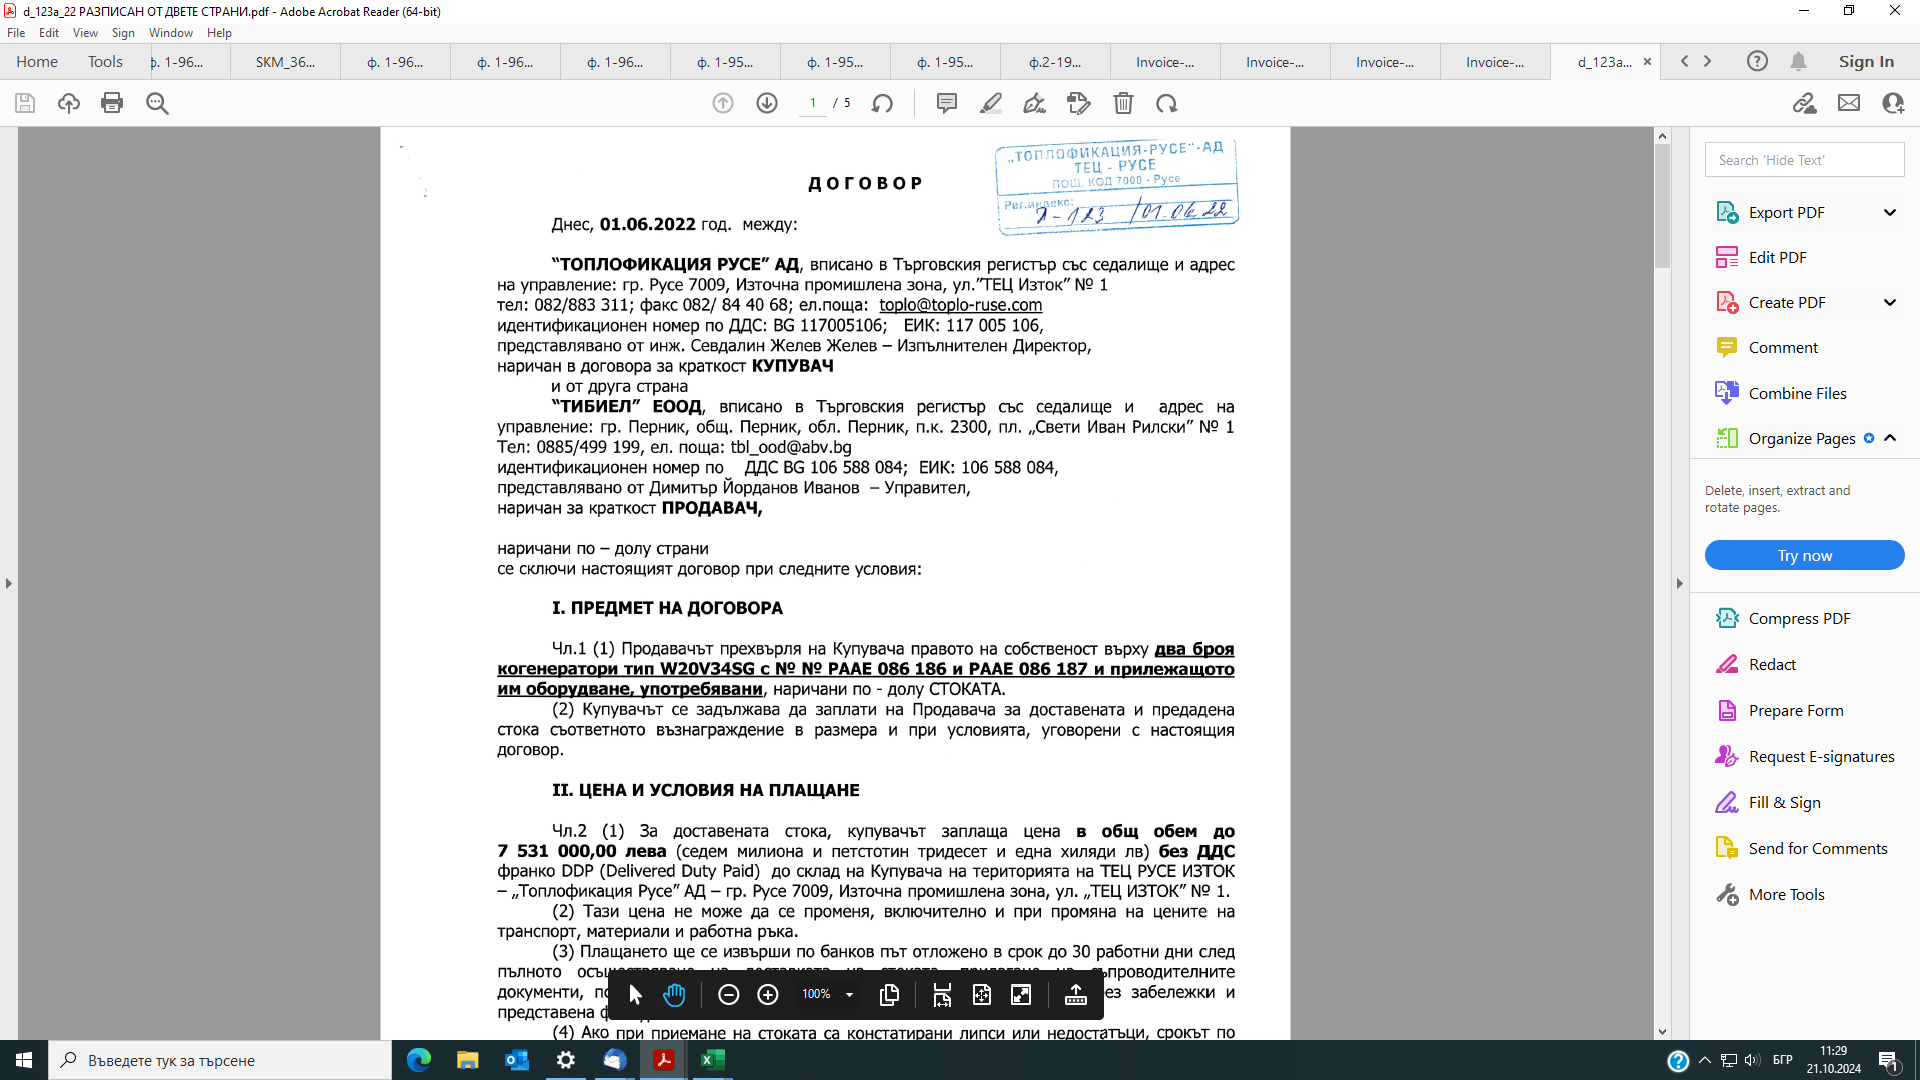 d_123a_22 РАЗПИСАН ОТ ДВЕТЕ СТРАНИ.pdf - Adobe Acrobat Reader (64-bit)
File Edit View Sign Window Help
Home Tools ф. 1-96... SKM_36... ф. 1-96... ф. 1-96... ф. 1-96... ф. 1-95... ф. 1-95... ф. 1-95... ф.2-19... Invoice-... Invoice-... Invoice-... Invoice-... d_123a... Sign In
1 / 5
„ТОПЛОФИКАЦИЯ-РУСЕ"-АД
ТЕЦ - РУСЕ
ПОЩ. КОД 7000 - Русе
Рег.индекс:
Д-123 /01.06.22
Д О Г О В О Р
Днес, 01.06.2022 год. между:
“ТОПЛОФИКАЦИЯ РУСЕ” АД, вписано в Търговския регистър със седалище и адрес
на управление: гр. Русе 7009, Източна промишлена зона, ул.”ТЕЦ Изток” № 1
тел: 082/883 311; факс 082/ 84 40 68; ел.поща: toplo@toplo-ruse.com
идентификационен номер по ДДС: BG 117005106; ЕИК: 117 005 106,
представлявано от инж. Севдалин Желев Желев – Изпълнителен Директор,
наричан в договора за краткост КУПУВАЧ
и от друга страна
“ТИБИЕЛ” ЕООД, вписано в Търговския регистър със седалище и адрес на
управление: гр. Перник, общ. Перник, обл. Перник, п.к. 2300, пл. „Свети Иван Рилски” № 1
Тел: 0885/499 199, ел. поща: tbl_ood@abv.bg
идентификационен номер по ДДС BG 106 588 084; ЕИК: 106 588 084,
представлявано от Димитър Йорданов Иванов – Управител,
наричан за краткост ПРОДАВАЧ,
наричани по – долу страни
се сключи настоящият договор при следните условия:
I. ПРЕДМЕТ НА ДОГОВОРА
Чл.1 (1) Продавачът прехвърля на Купувача правото на собственост върху два броя
когенератори тип W20V34SG с № № PAAE 086 186 и PAAE 086 187 и прилежащото
им оборудване, употребявани, наричани по - долу СТОКАТА.
(2) Купувачът се задължава да заплати на Продавача за доставената и предадена
стока съответното възнаграждение в размера и при условията, уговорени с настоящия
договор.
II. ЦЕНА И УСЛОВИЯ НА ПЛАЩАНЕ
Чл.2 (1) За доставената стока, купувачът заплаща цена в общ обем до
7 531 000,00 лева (седем милиона и петстотин тридесет и една хиляди лв) без ДДС
франко DDP (Delivered Duty Paid) до склад на Купувача на територията на ТЕЦ РУСЕ ИЗТОК
– „Топлофикация Русе” АД – гр. Русе 7009, Източна промишлена зона, ул. „ТЕЦ ИЗТОК” № 1.
(2) Тази цена не може да се променя, включително и при промяна на цените на
транспорт, материали и работна ръка.
(3) Плащането ще се извърши по банков път отложено в срок до 30 работни дни след
пълното осъществяване на доставката на стоката, прилагане на съпроводителните
документи, ез забележки и
представена
(4) Ако при приемане на стоката са констатирани липси или недостатъци, срокът по
100%
Search 'Hide Text'
Export PDF
Edit PDF
Create PDF
Comment
Combine Files
Organize Pages
Delete, insert, extract and
rotate pages.
Try now
Compress PDF
Redact
Prepare Form
Request E-signatures
Fill & Sign
Send for Comments
More Tools
Въведете тук за търсене
БГР
11:29
21.10.2024
1